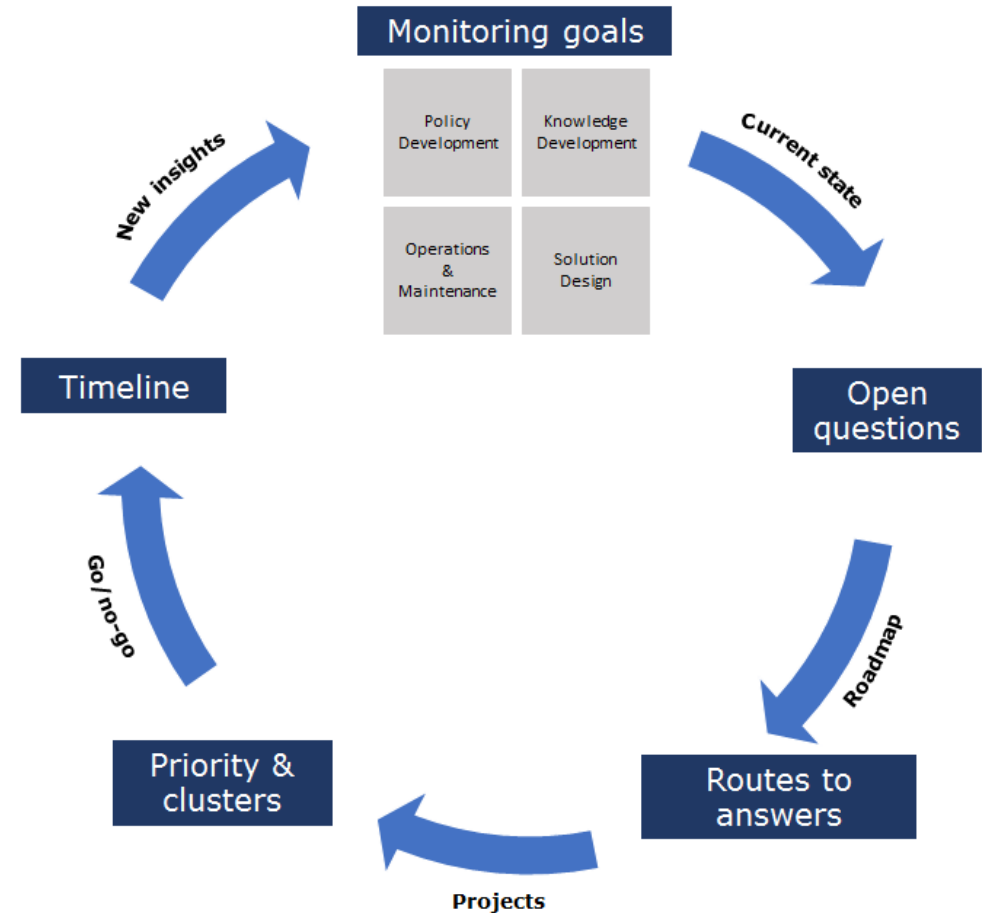 Monitoring goals
Policy
Development
Knowledge
Development
Operations
&
Maintenance
Solution
Design
Current state
Open
questions
Roadmap
Routes to
answers
Projects
Priority &
clusters
Go/no-go
Timeline
New insights